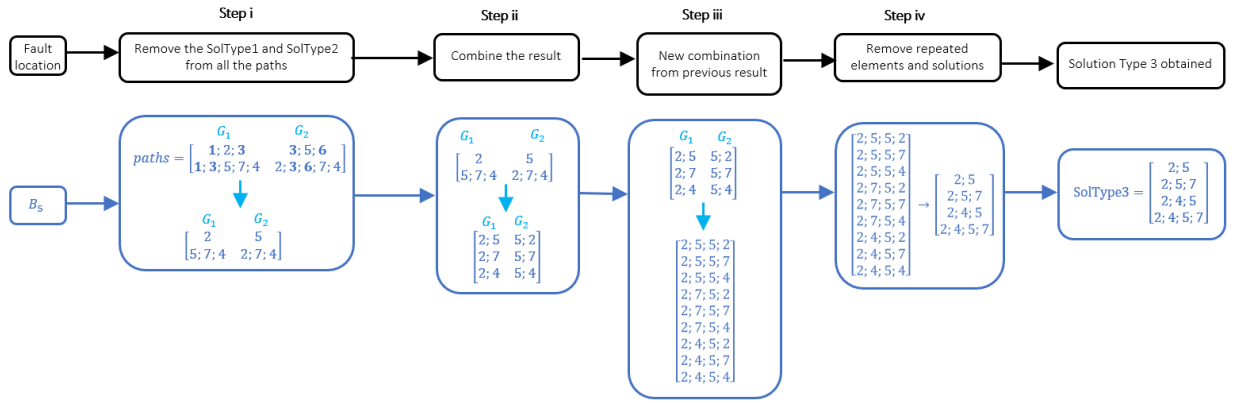 Step i
Step ii
Step iii
Step iv
Fault
location
Remove the SolType1 and SolType2
from all the paths
Combine the result
New combination
from previous result
Remove repeated
elements and solutions
Solution Type 3 obtained
B₅
G₁ G₂
paths = [1; 2; 3 3; 5; 6
1; 3; 5; 7; 4 2; 3; 6; 7; 4]
G₁ G₂
[2 5
5; 7; 4 2; 7; 4]
G₁ G₂
[2 5
5; 7; 4 2; 7; 4]
G₁ G₂
[2; 5 5; 2
2; 7 5; 7
2; 4 5; 4]
G₁ G₂
[2; 5 5; 2
2; 7 5; 7
2; 4 5; 4]
[2; 5; 5; 2
2; 5; 5; 7
2; 5; 5; 4
2; 7; 5; 2
2; 7; 5; 7
2; 7; 5; 4
2; 4; 5; 2
2; 4; 5; 7
2; 4; 5; 4]
[2; 5; 5; 2
2; 5; 5; 7
2; 5; 5; 4
2; 7; 5; 2
2; 7; 5; 7
2; 7; 5; 4
2; 4; 5; 2
2; 4; 5; 7
2; 4; 5; 4]
→
[2; 5
2; 5; 7
2; 4; 5
2; 4; 5; 7]
SolType3 = [2; 5
2; 5; 7
2; 4; 5
2; 4; 5; 7]